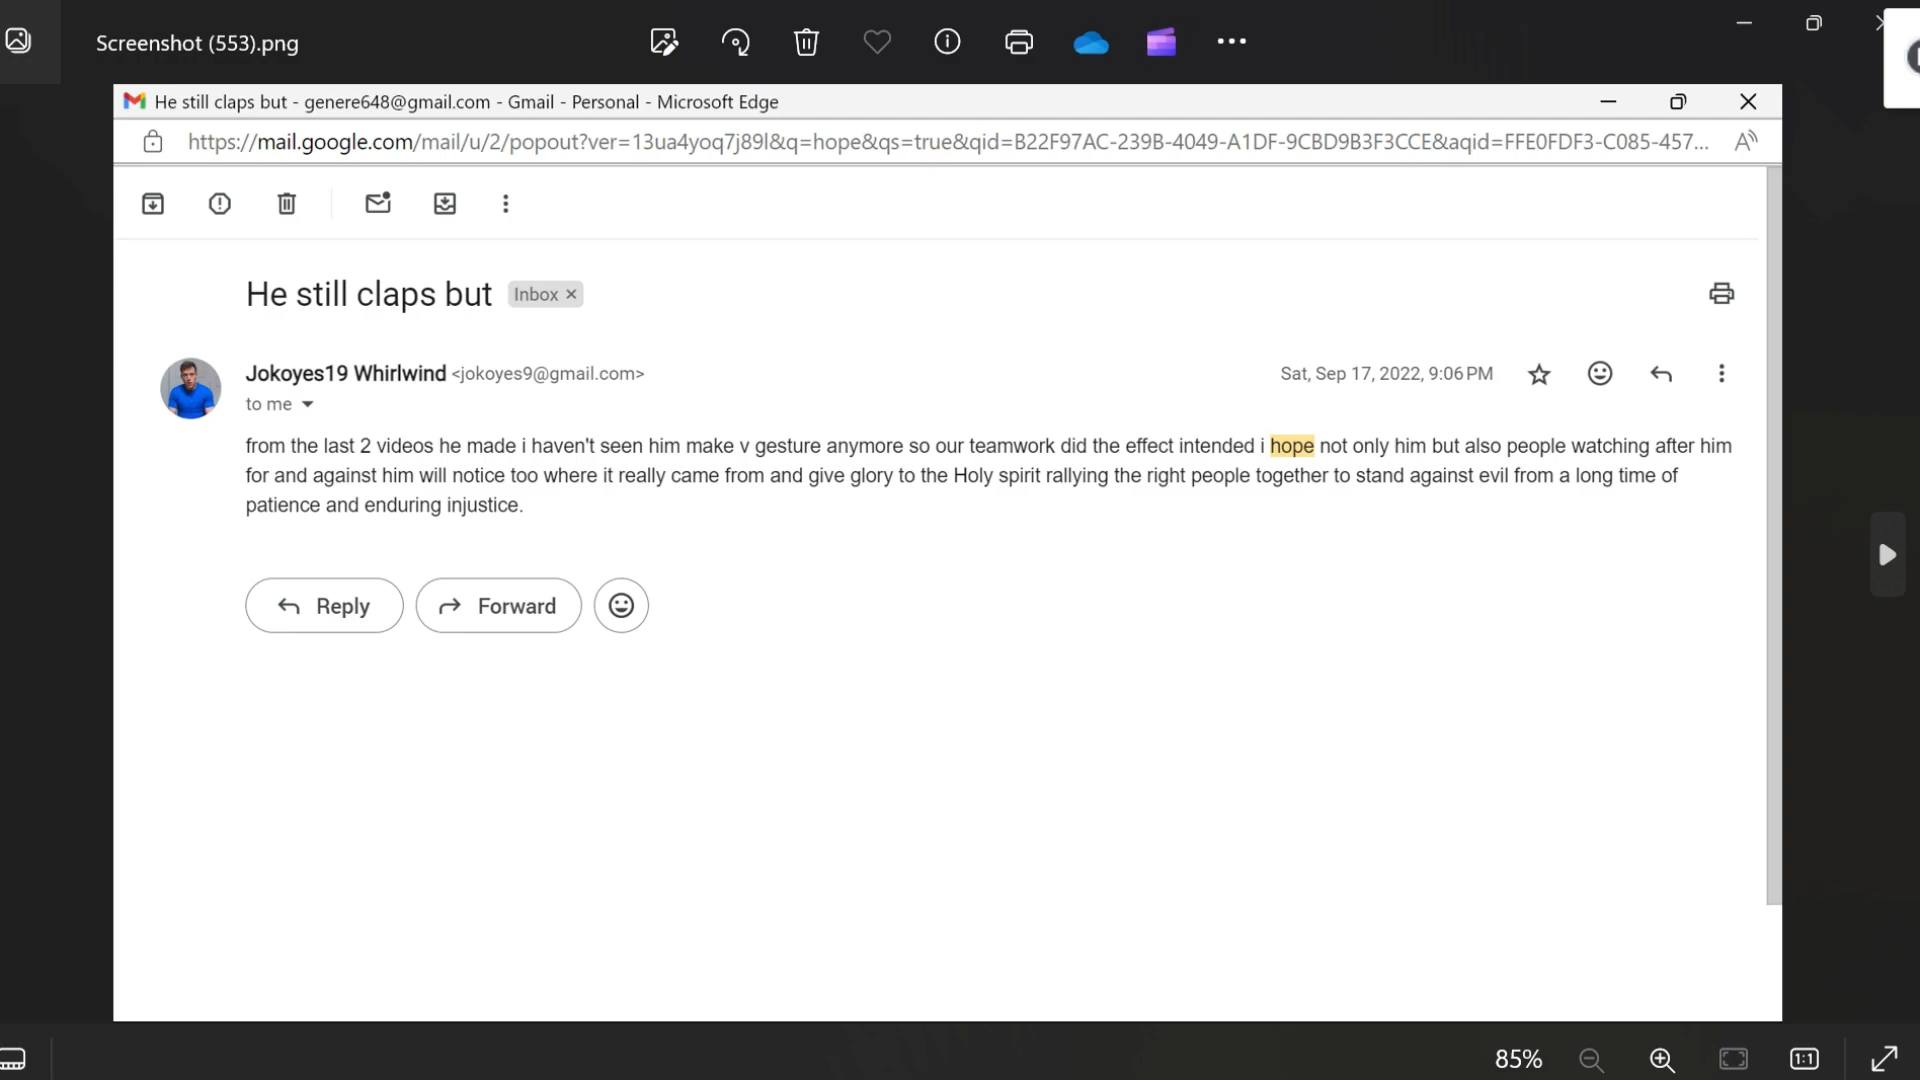 Screenshot (553).png
He still claps but - genere648@gmail.com - Gmail - Personal - Microsoft Edge
https://mail.google.com/mail/u/2/popout?ver=13ua4yoq7j89l&q=hope&qs=true&qid=B22F97AC-239B-4049-A1DF-9CBD9B3F3CCE&aqid=FFE0FDF3-C085-457...
He still claps but Inbox ×
Jokoyes19 Whirlwind <jokoyes9@gmail.com> Sat, Sep 17, 2022, 9:06 PM
to me
from the last 2 videos he made i haven't seen him make v gesture anymore so our teamwork did the effect intended i hope not only him but also people watching after him
for and against him will notice too where it really came from and give glory to the Holy spirit rallying the right people together to stand against evil from a long time of
patience and enduring injustice.
Reply Forward
85% 1:1